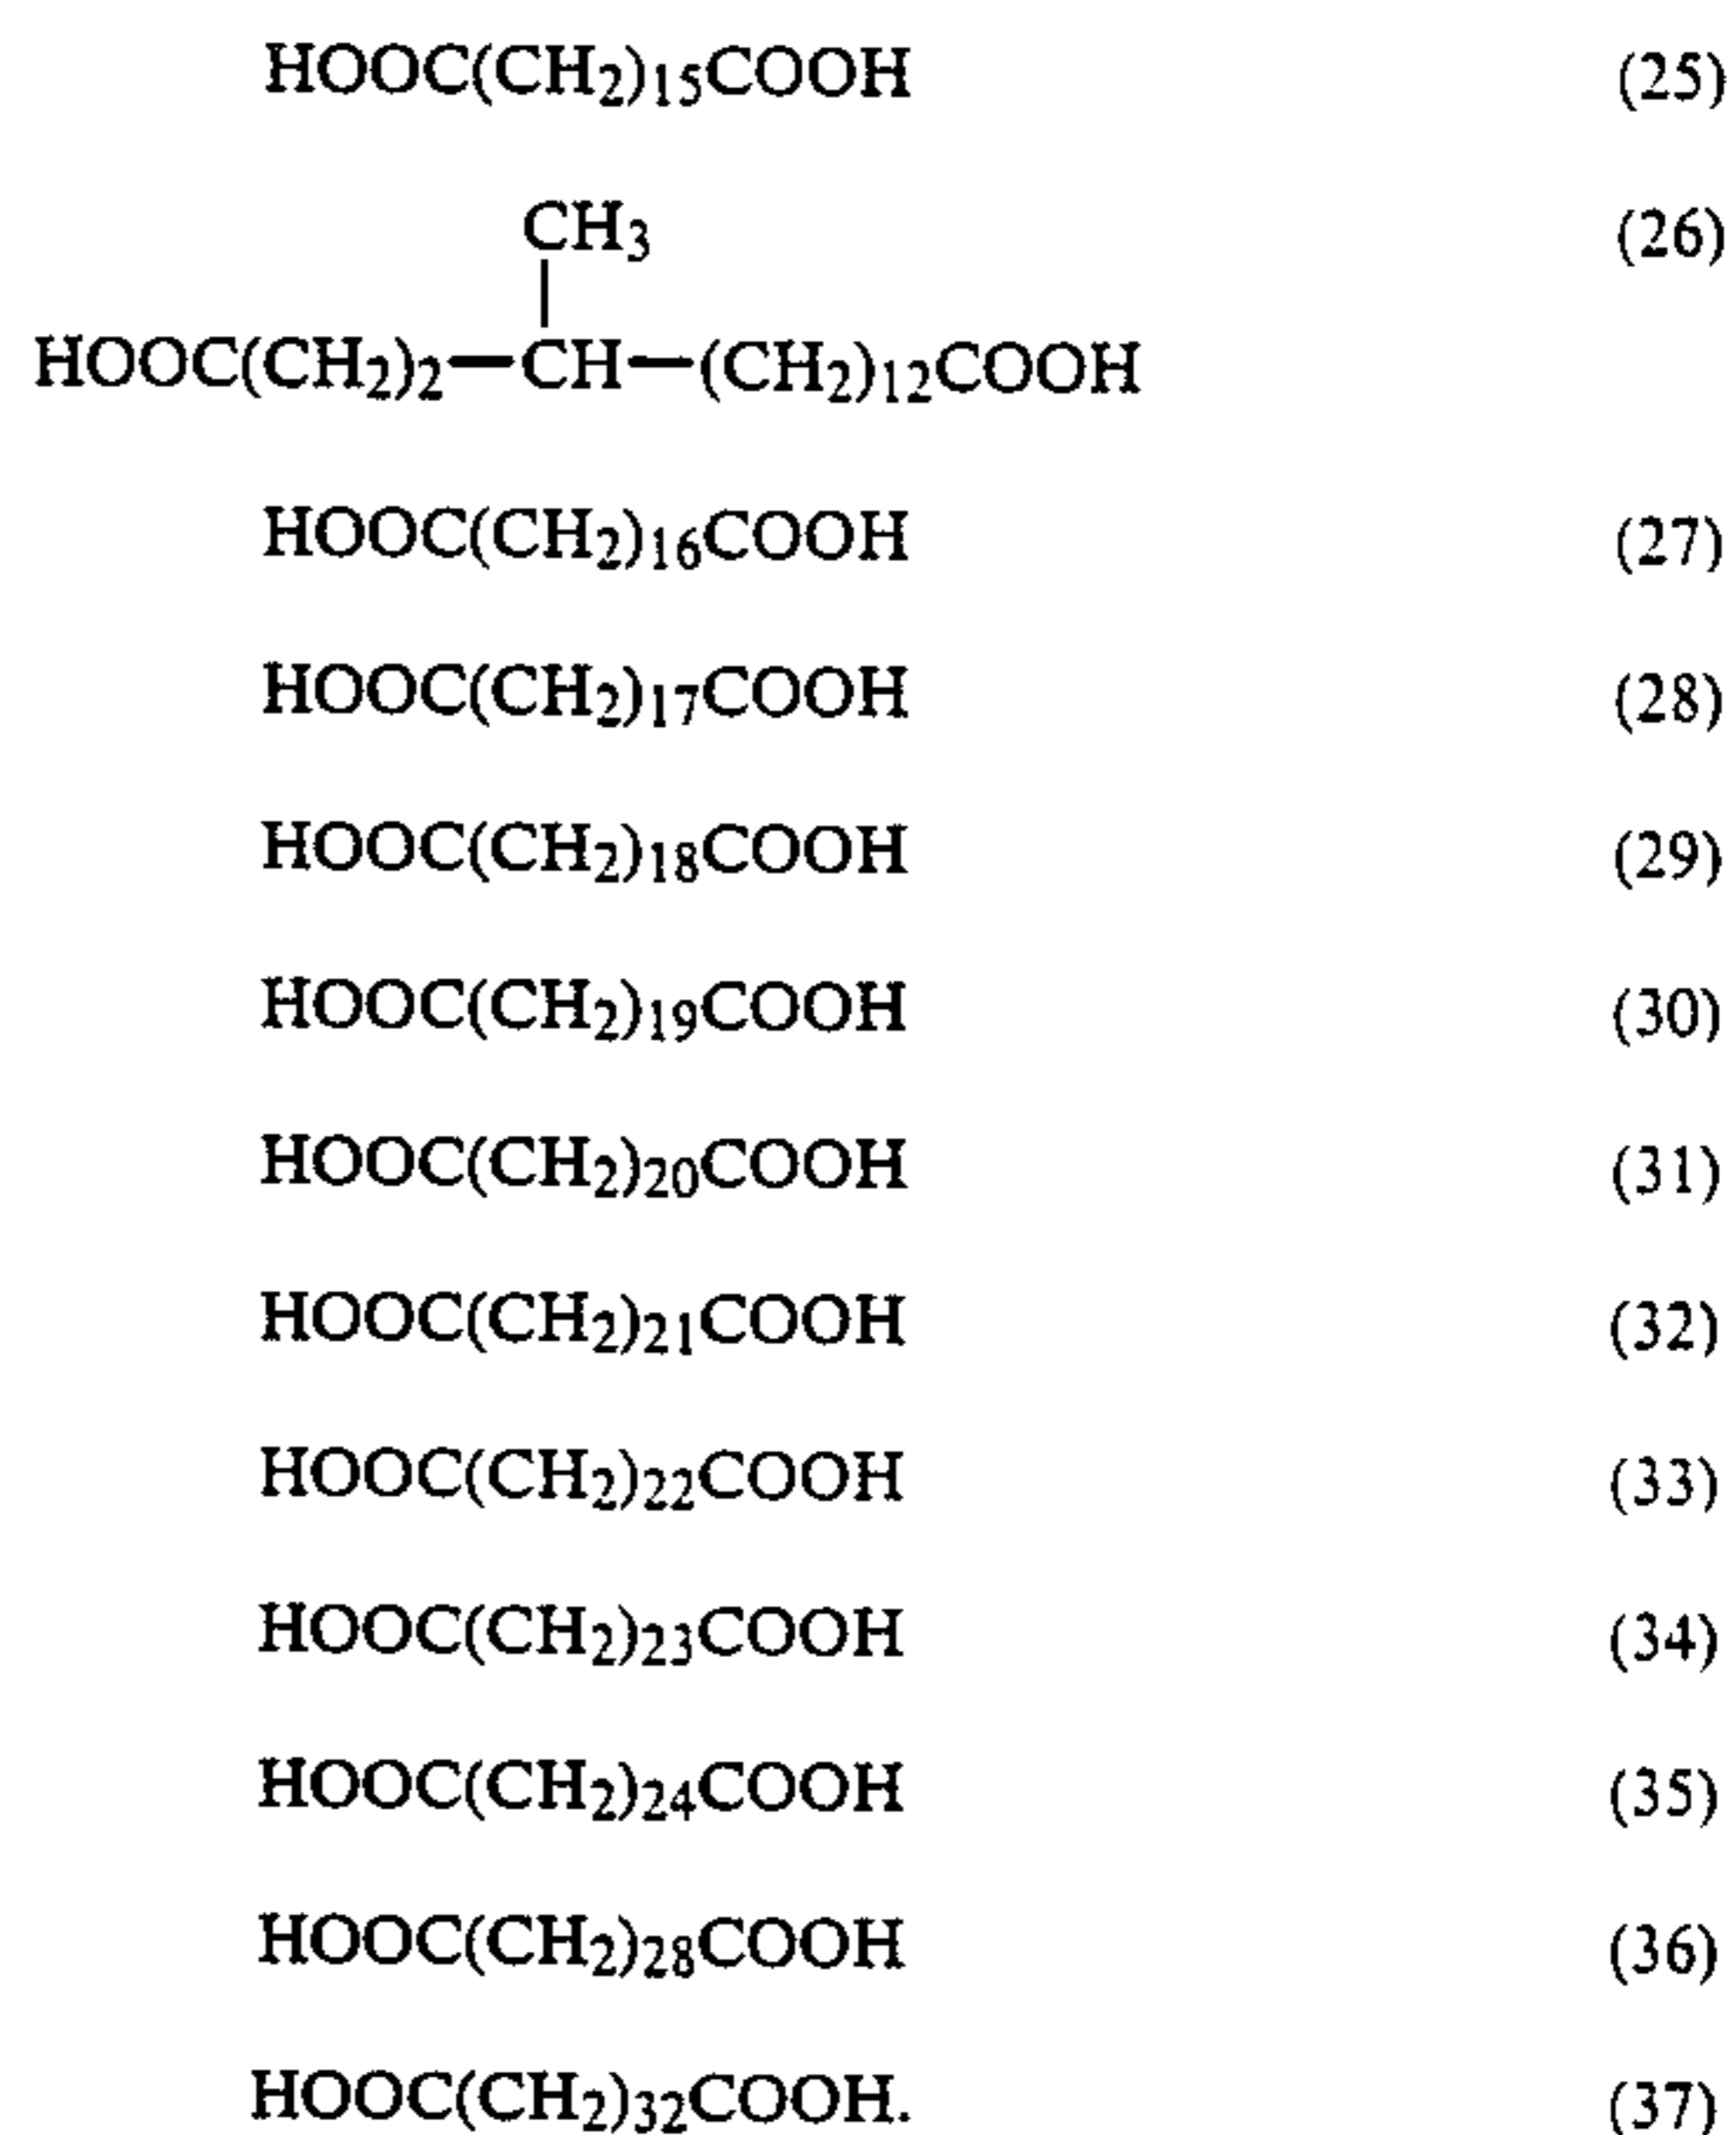 HOOC(CH₂)₁₅COOH (25)
CH₃ (26)
HOOC(CH₂)₂—CH—(CH₂)₁₂COOH
HOOC(CH₂)₁₆COOH (27)
HOOC(CH₂)₁₇COOH (28)
HOOC(CH₂)₁₈COOH (29)
HOOC(CH₂)₁₉COOH (30)
HOOC(CH₂)₂₀COOH (31)
HOOC(CH₂)₂₁COOH (32)
HOOC(CH₂)₂₂COOH (33)
HOOC(CH₂)₂₃COOH (34)
HOOC(CH₂)₂₄COOH (35)
HOOC(CH₂)₂₈COOH (36)
HOOC(CH₂)₃₂COOH. (37)